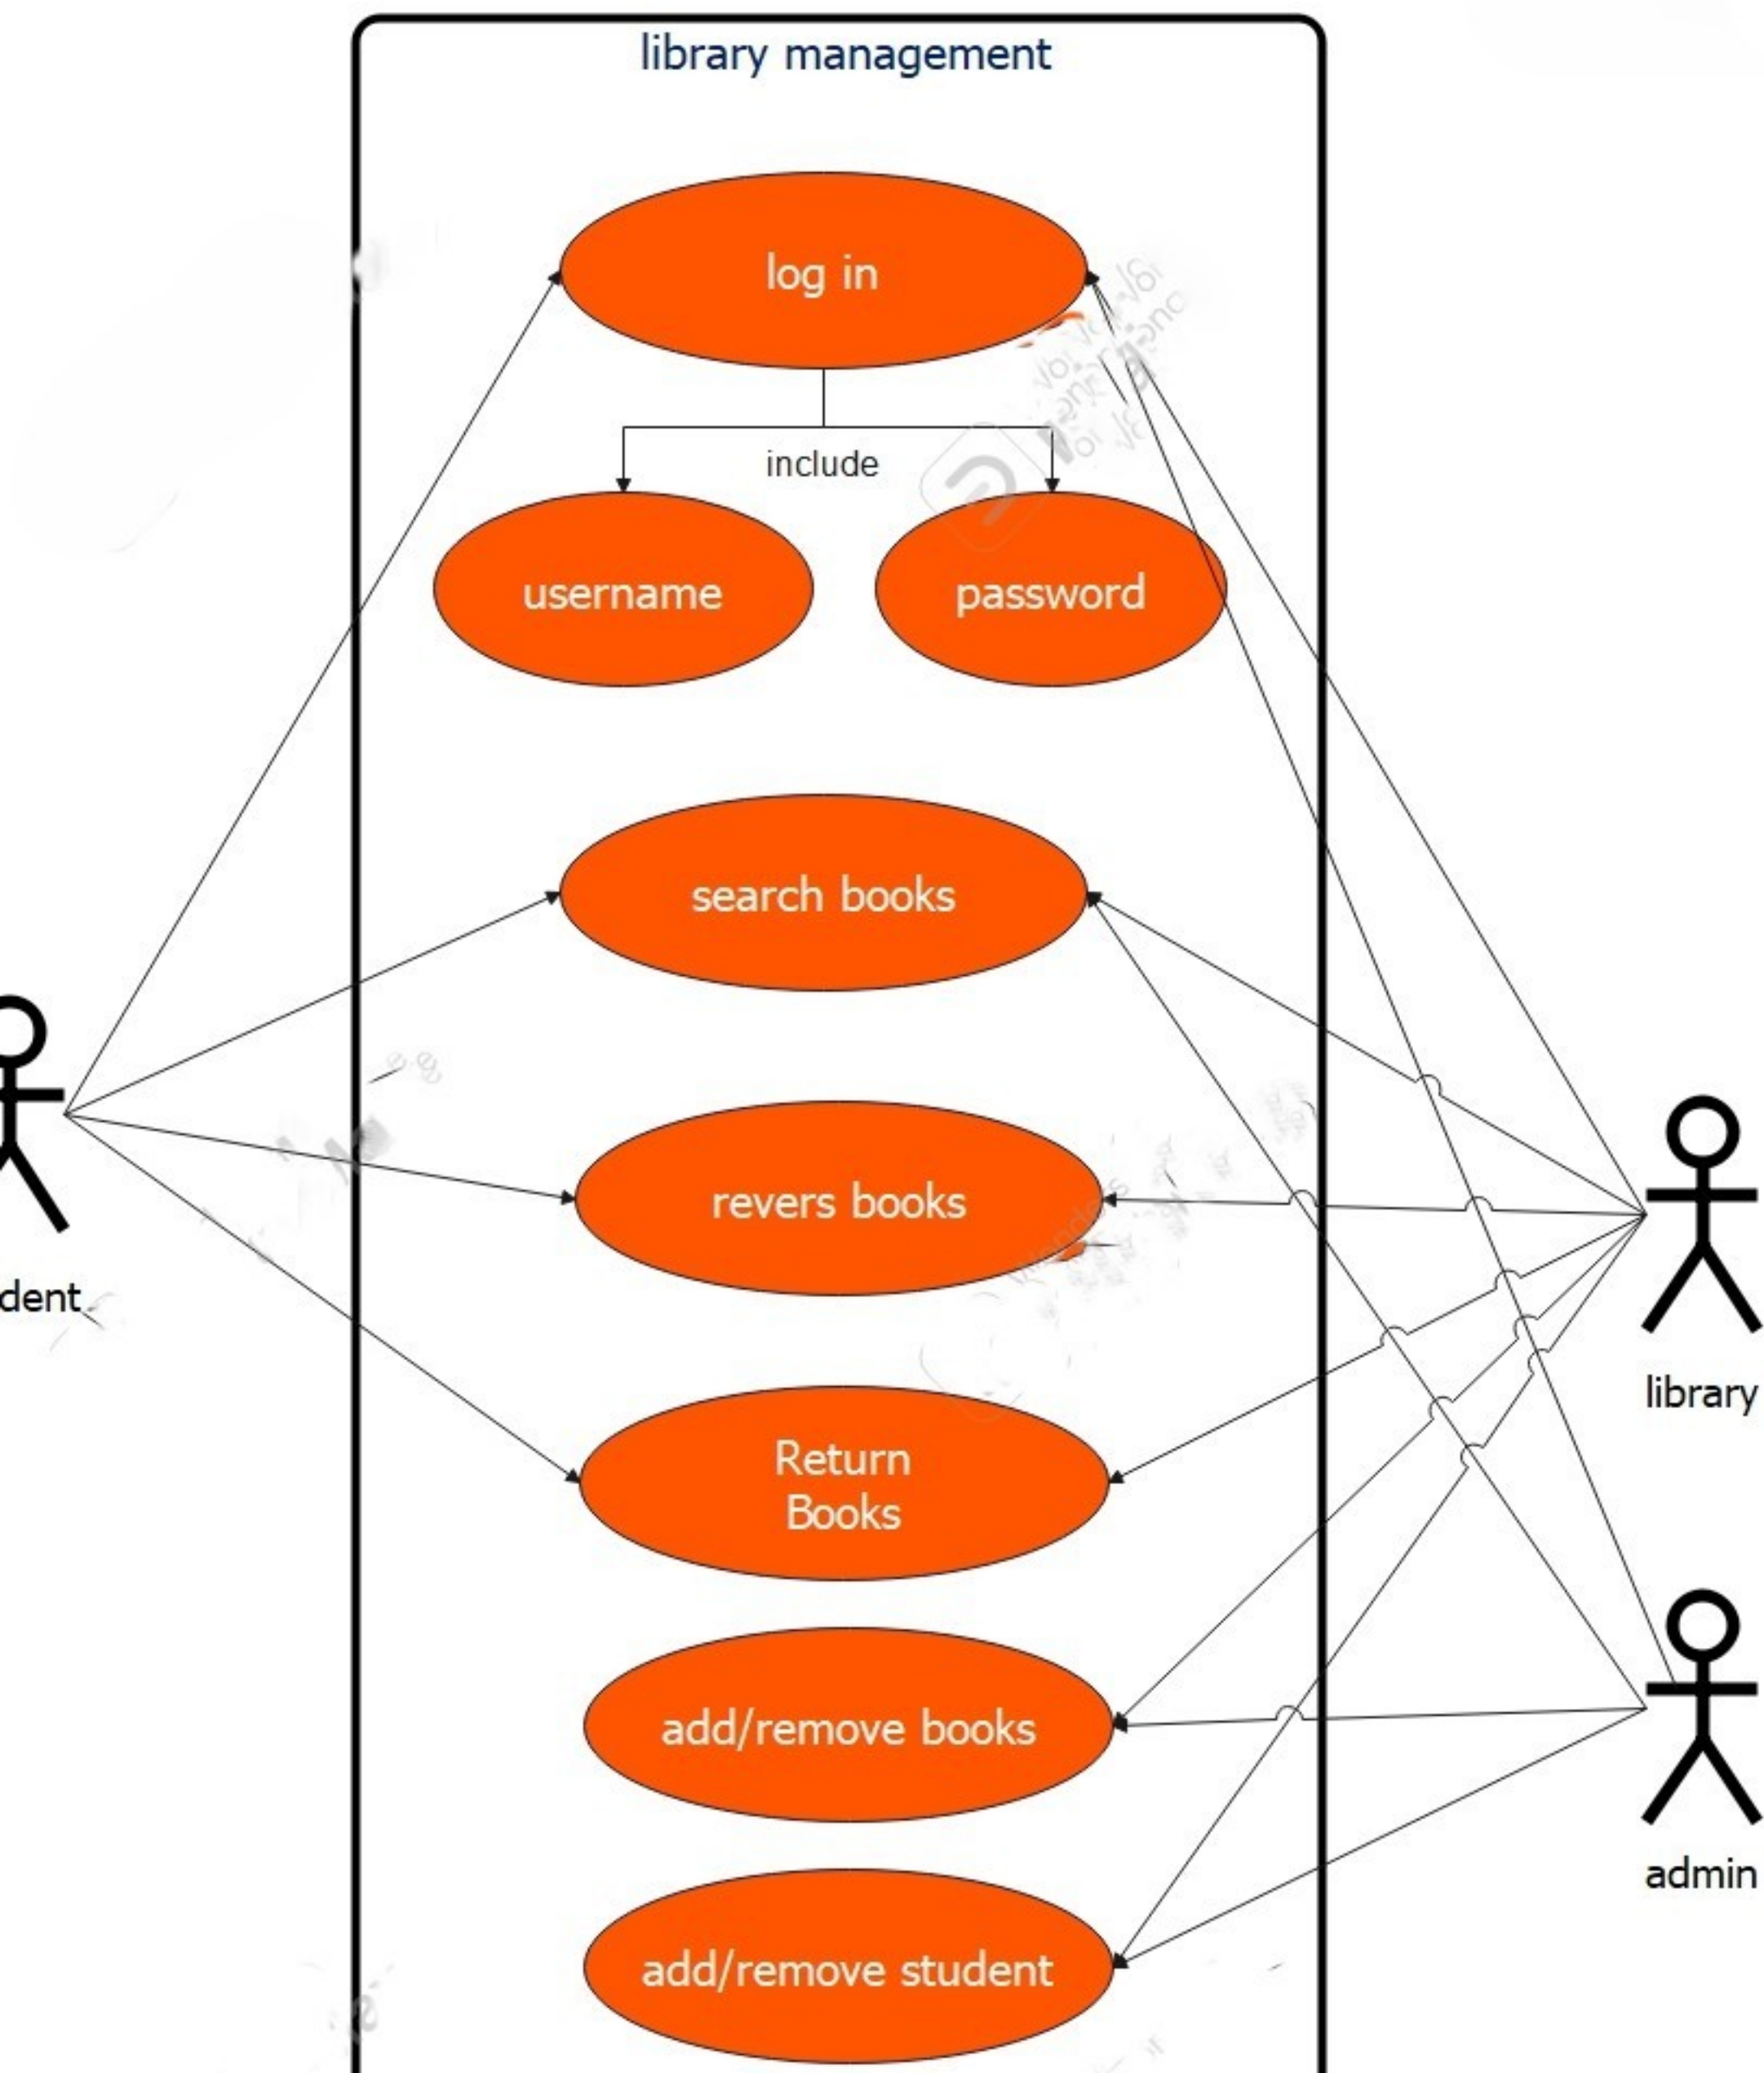 library management
log in
include
username
password
search books
revers books
dent
library
Return
Books
add/remove books
admin
add/remove student